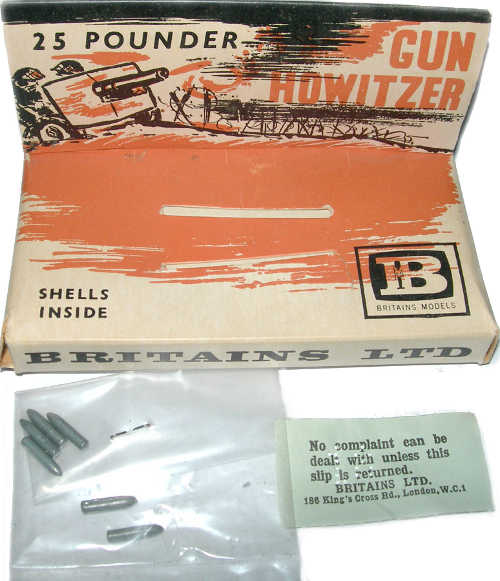 25 POUNDER
GUN
HOWITZER
SHELLS
INSIDE
B
BRITAINS MODELS
BRITAINS LTD
No complaint can be
dealt with unless this
slip is returned.
BRITAINS LTD.
186 King's Cross Rd., London, W.C.1